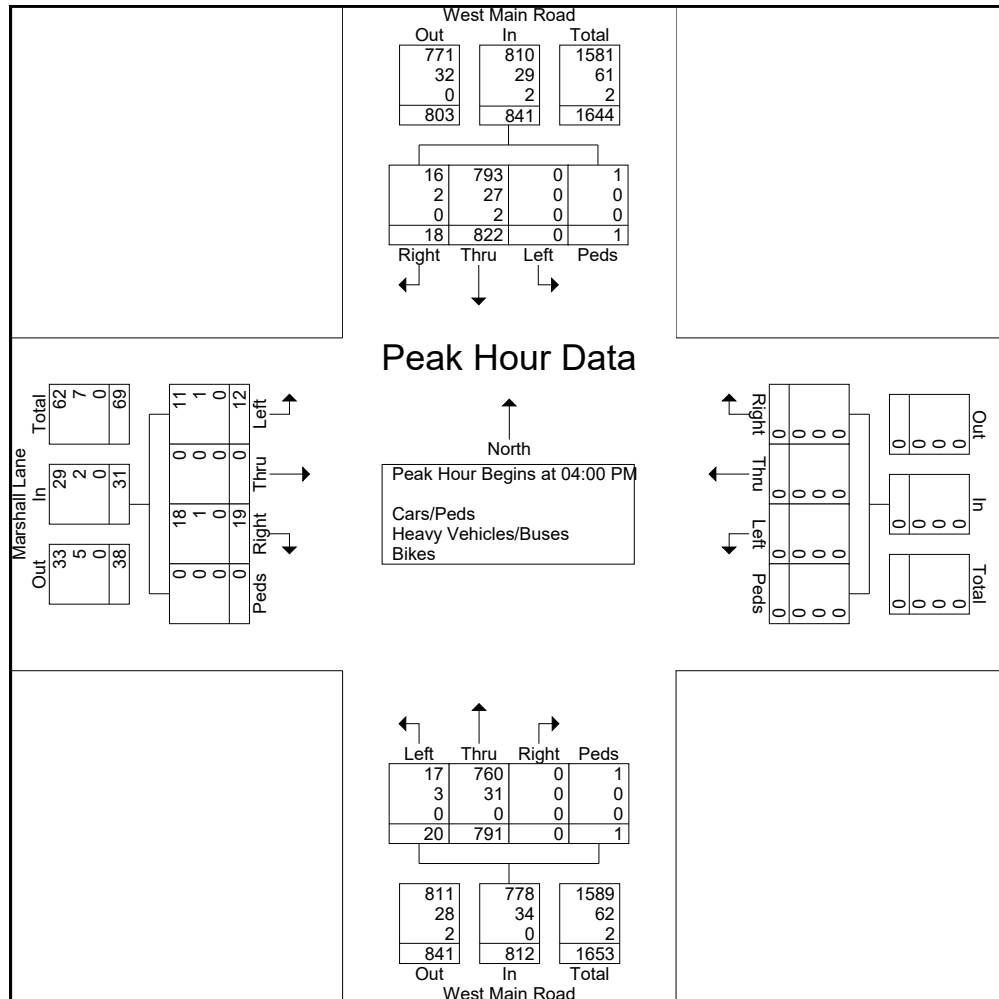 West Main Road
Out In Total
771 810 1581
32 29 61
0 2 2
803 841 1644
16 793 0 1
2 27 0 0
0 2 0 0
18 822 0 1
Right Thru Left Peds
Peak Hour Data
Marshall Lane
Total
62 7 0 69
In
29 2 0 31
Out
33 5 0 38
11 1 0 12
Left
0 0 0 0
Thru
18 1 0 19
Right
0 0 0 0
Peds
North
Peak Hour Begins at 04:00 PM
Cars/Peds
Heavy Vehicles/Buses
Bikes
Right
0 0 0 0
Thru
0 0 0 0
Left
0 0 0 0
Peds
0 0 0 0
Out
0 0 0 0
In
0 0 0 0
Total
0 0 0 0
Left Thru Right Peds
17 760 0 1
3 31 0 0
0 0 0 0
20 791 0 1
811 778 1589
28 34 62
2 0 2
841 812 1653
Out In Total
West Main Road